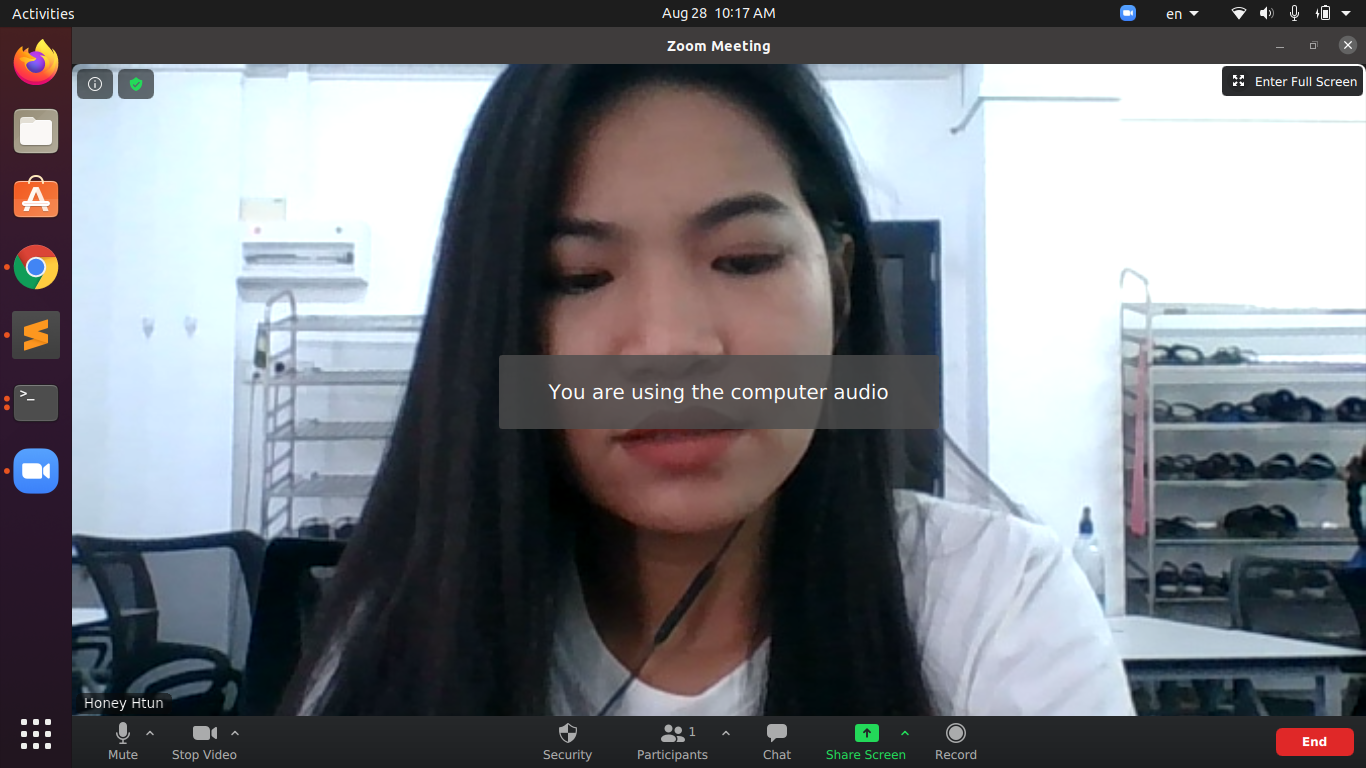 Activities
Aug 28 10:17 AM
en
Zoom Meeting
Enter Full Screen
>_
You are using the computer audio
Honey Htun
Mute
Stop Video
Security
Participants
1
Chat
Share Screen
Record
End